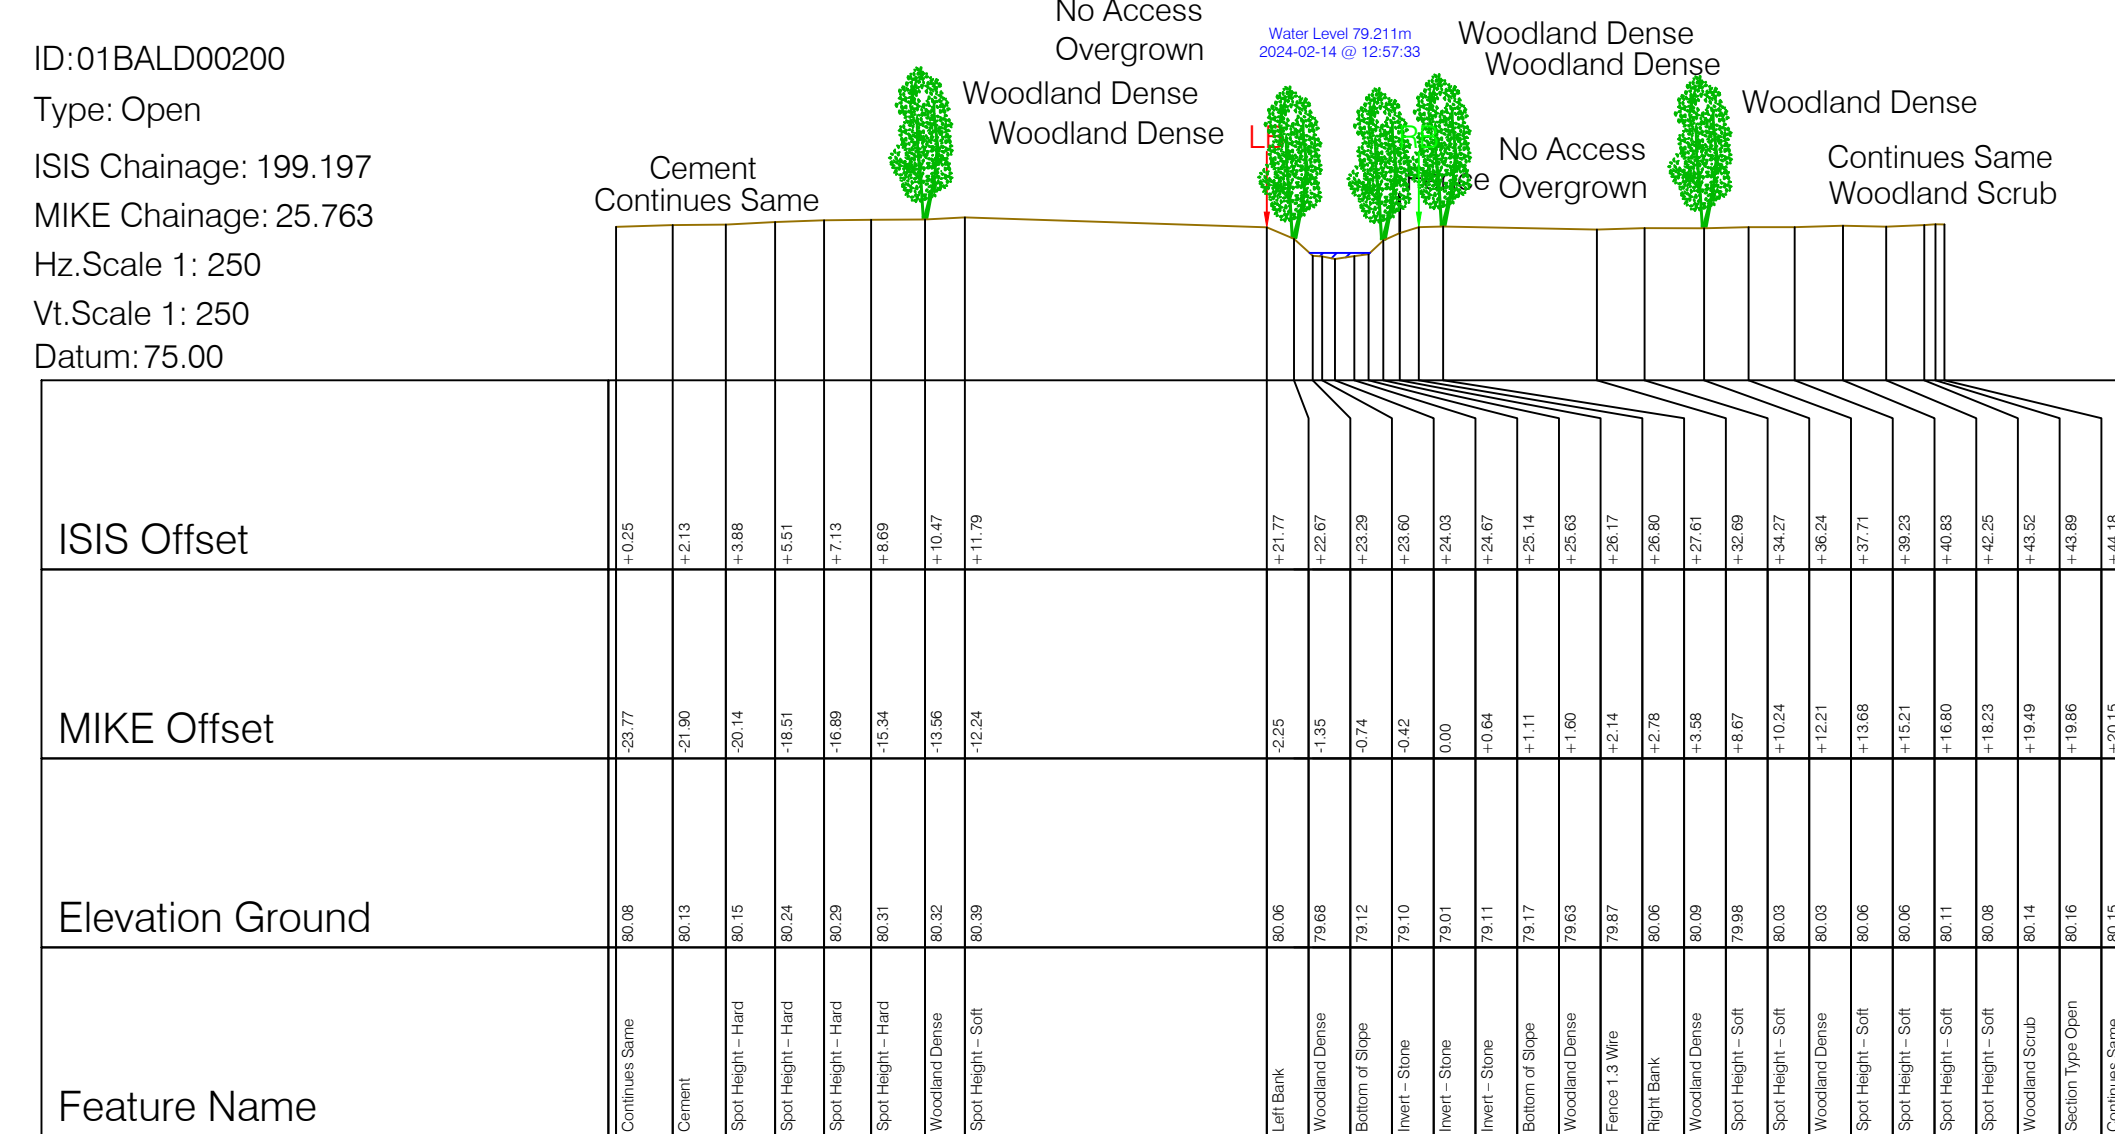 No Access
Overgrown
Water Level 79.211m
2024-02-14 @ 12:57:33
Woodland Dense
Woodland Dense
ID:01BALD00200
Type: Open
ISIS Chainage: 199.197
MIKE Chainage: 25.763
Hz.Scale 1: 250
Vt.Scale 1: 250
Datum: 75.00
Woodland Dense
Woodland Dense
Woodland Dense
Cement
Continues Same
No Access
Overgrown
Continues Same
Woodland Scrub
ISIS Offset
+0.25 +2.13 +3.88 +5.51 +7.13 +8.69 +10.47 +11.79 +21.77 +22.67 +23.29 +23.60 +24.03 +24.67 +25.14 +25.63 +26.17 +26.80 +27.61 +32.69 +34.27 +36.24 +37.71 +39.23 +40.83 +42.25 +43.52 +43.89 +44.18
MIKE Offset
-23.77 -21.90 -20.14 -18.51 -16.89 -15.34 -13.56 -12.24 -2.25 -1.35 -0.74 -0.42 0.00 +0.64 +1.11 +1.60 +2.14 +2.78 +3.58 +8.67 +10.24 +12.21 +13.68 +15.21 +16.80 +18.23 +19.49 +19.86 +20.15
Elevation Ground
80.08 80.13 80.15 80.24 80.29 80.31 80.32 80.39 80.06 79.68 79.12 79.10 79.01 79.11 79.17 79.63 79.87 80.06 80.09 79.98 80.03 80.03 80.06 80.06 80.11 80.08 80.14 80.16 80.15
Feature Name
Continues Same
Cement
Spot Height – Hard
Spot Height – Hard
Spot Height – Hard
Spot Height – Hard
Woodland Dense
Spot Height – Soft
Left Bank
Woodland Dense
Bottom of Slope
Invert – Stone
Invert – Stone
Invert – Stone
Bottom of Slope
Woodland Dense
Fence 1.3 Wire
Right Bank
Woodland Dense
Spot Height – Soft
Spot Height – Soft
Woodland Dense
Spot Height – Soft
Spot Height – Soft
Spot Height – Soft
Spot Height – Soft
Woodland Scrub
Section Type Open
Continues Same